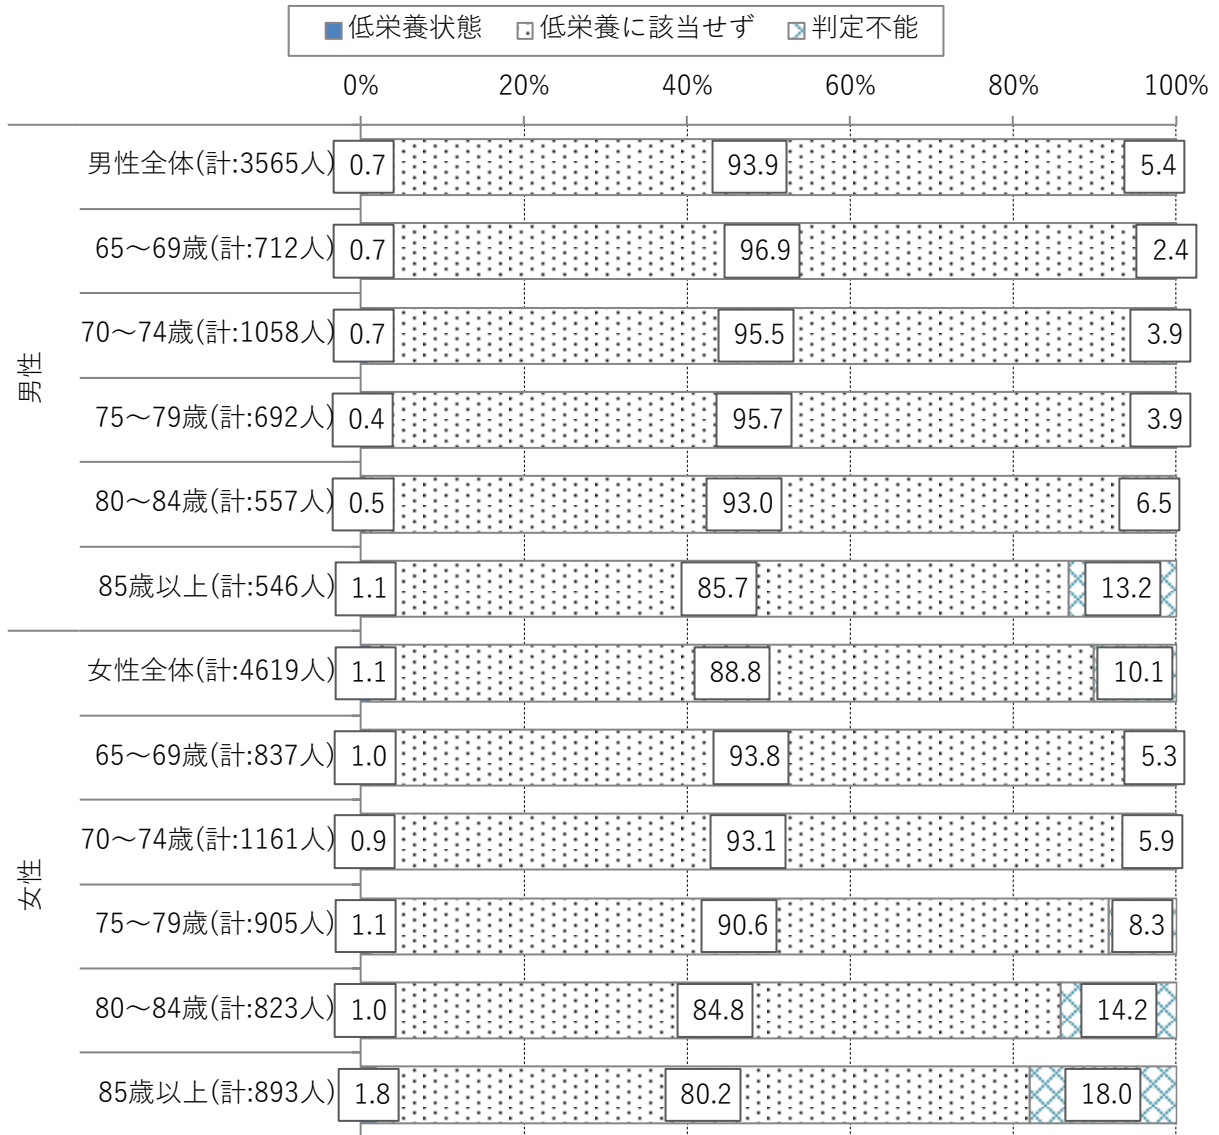 低栄養状態 低栄養に該当せず 判定不能
0% 20% 40% 60% 80% 100%
男性
男性全体(計:3565人) 0.7 93.9 5.4
65～69歳(計:712人) 0.7 96.9 2.4
70～74歳(計:1058人) 0.7 95.5 3.9
75～79歳(計:692人) 0.4 95.7 3.9
80～84歳(計:557人) 0.5 93.0 6.5
85歳以上(計:546人) 1.1 85.7 13.2
女性
女性全体(計:4619人) 1.1 88.8 10.1
65～69歳(計:837人) 1.0 93.8 5.3
70～74歳(計:1161人) 0.9 93.1 5.9
75～79歳(計:905人) 1.1 90.6 8.3
80～84歳(計:823人) 1.0 84.8 14.2
85歳以上(計:893人) 1.8 80.2 18.0